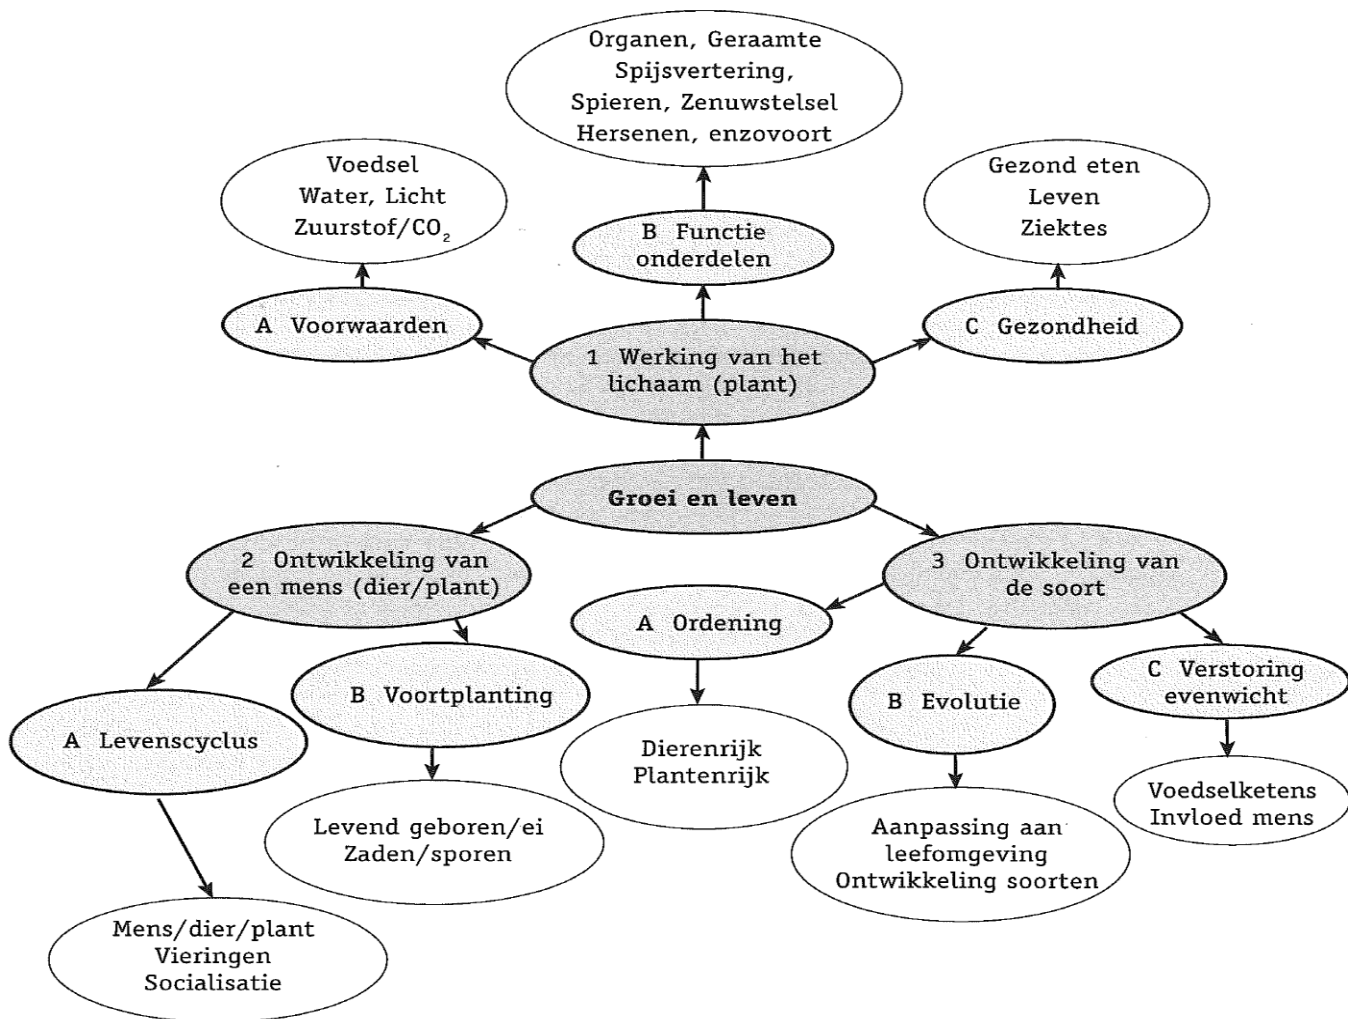 Organen, Geraamte
Spijsvertering,
Spieren, Zenuwstelsel
Hersenen, enzovoort
Voedsel
Water, Licht
Zuurstof/CO₂
Gezond eten
Leven
Ziektes
B Functie
onderdelen
A Voorwaarden
C Gezondheid
1 Werking van het
lichaam (plant)
Groei en leven
2 Ontwikkeling van
een mens (dier/plant)
3 Ontwikkeling van
de soort
A Ordening
B Voortplanting
C Verstoring
evenwicht
B Evolutie
A Levenscyclus
Dierenrijk
Plantenrijk
Voedselketens
Invloed mens
Levend geboren/ei
Zaden/sporen
Aanpassing aan
leefomgeving
Ontwikkeling soorten
Mens/dier/plant
Vieringen
Socialisatie